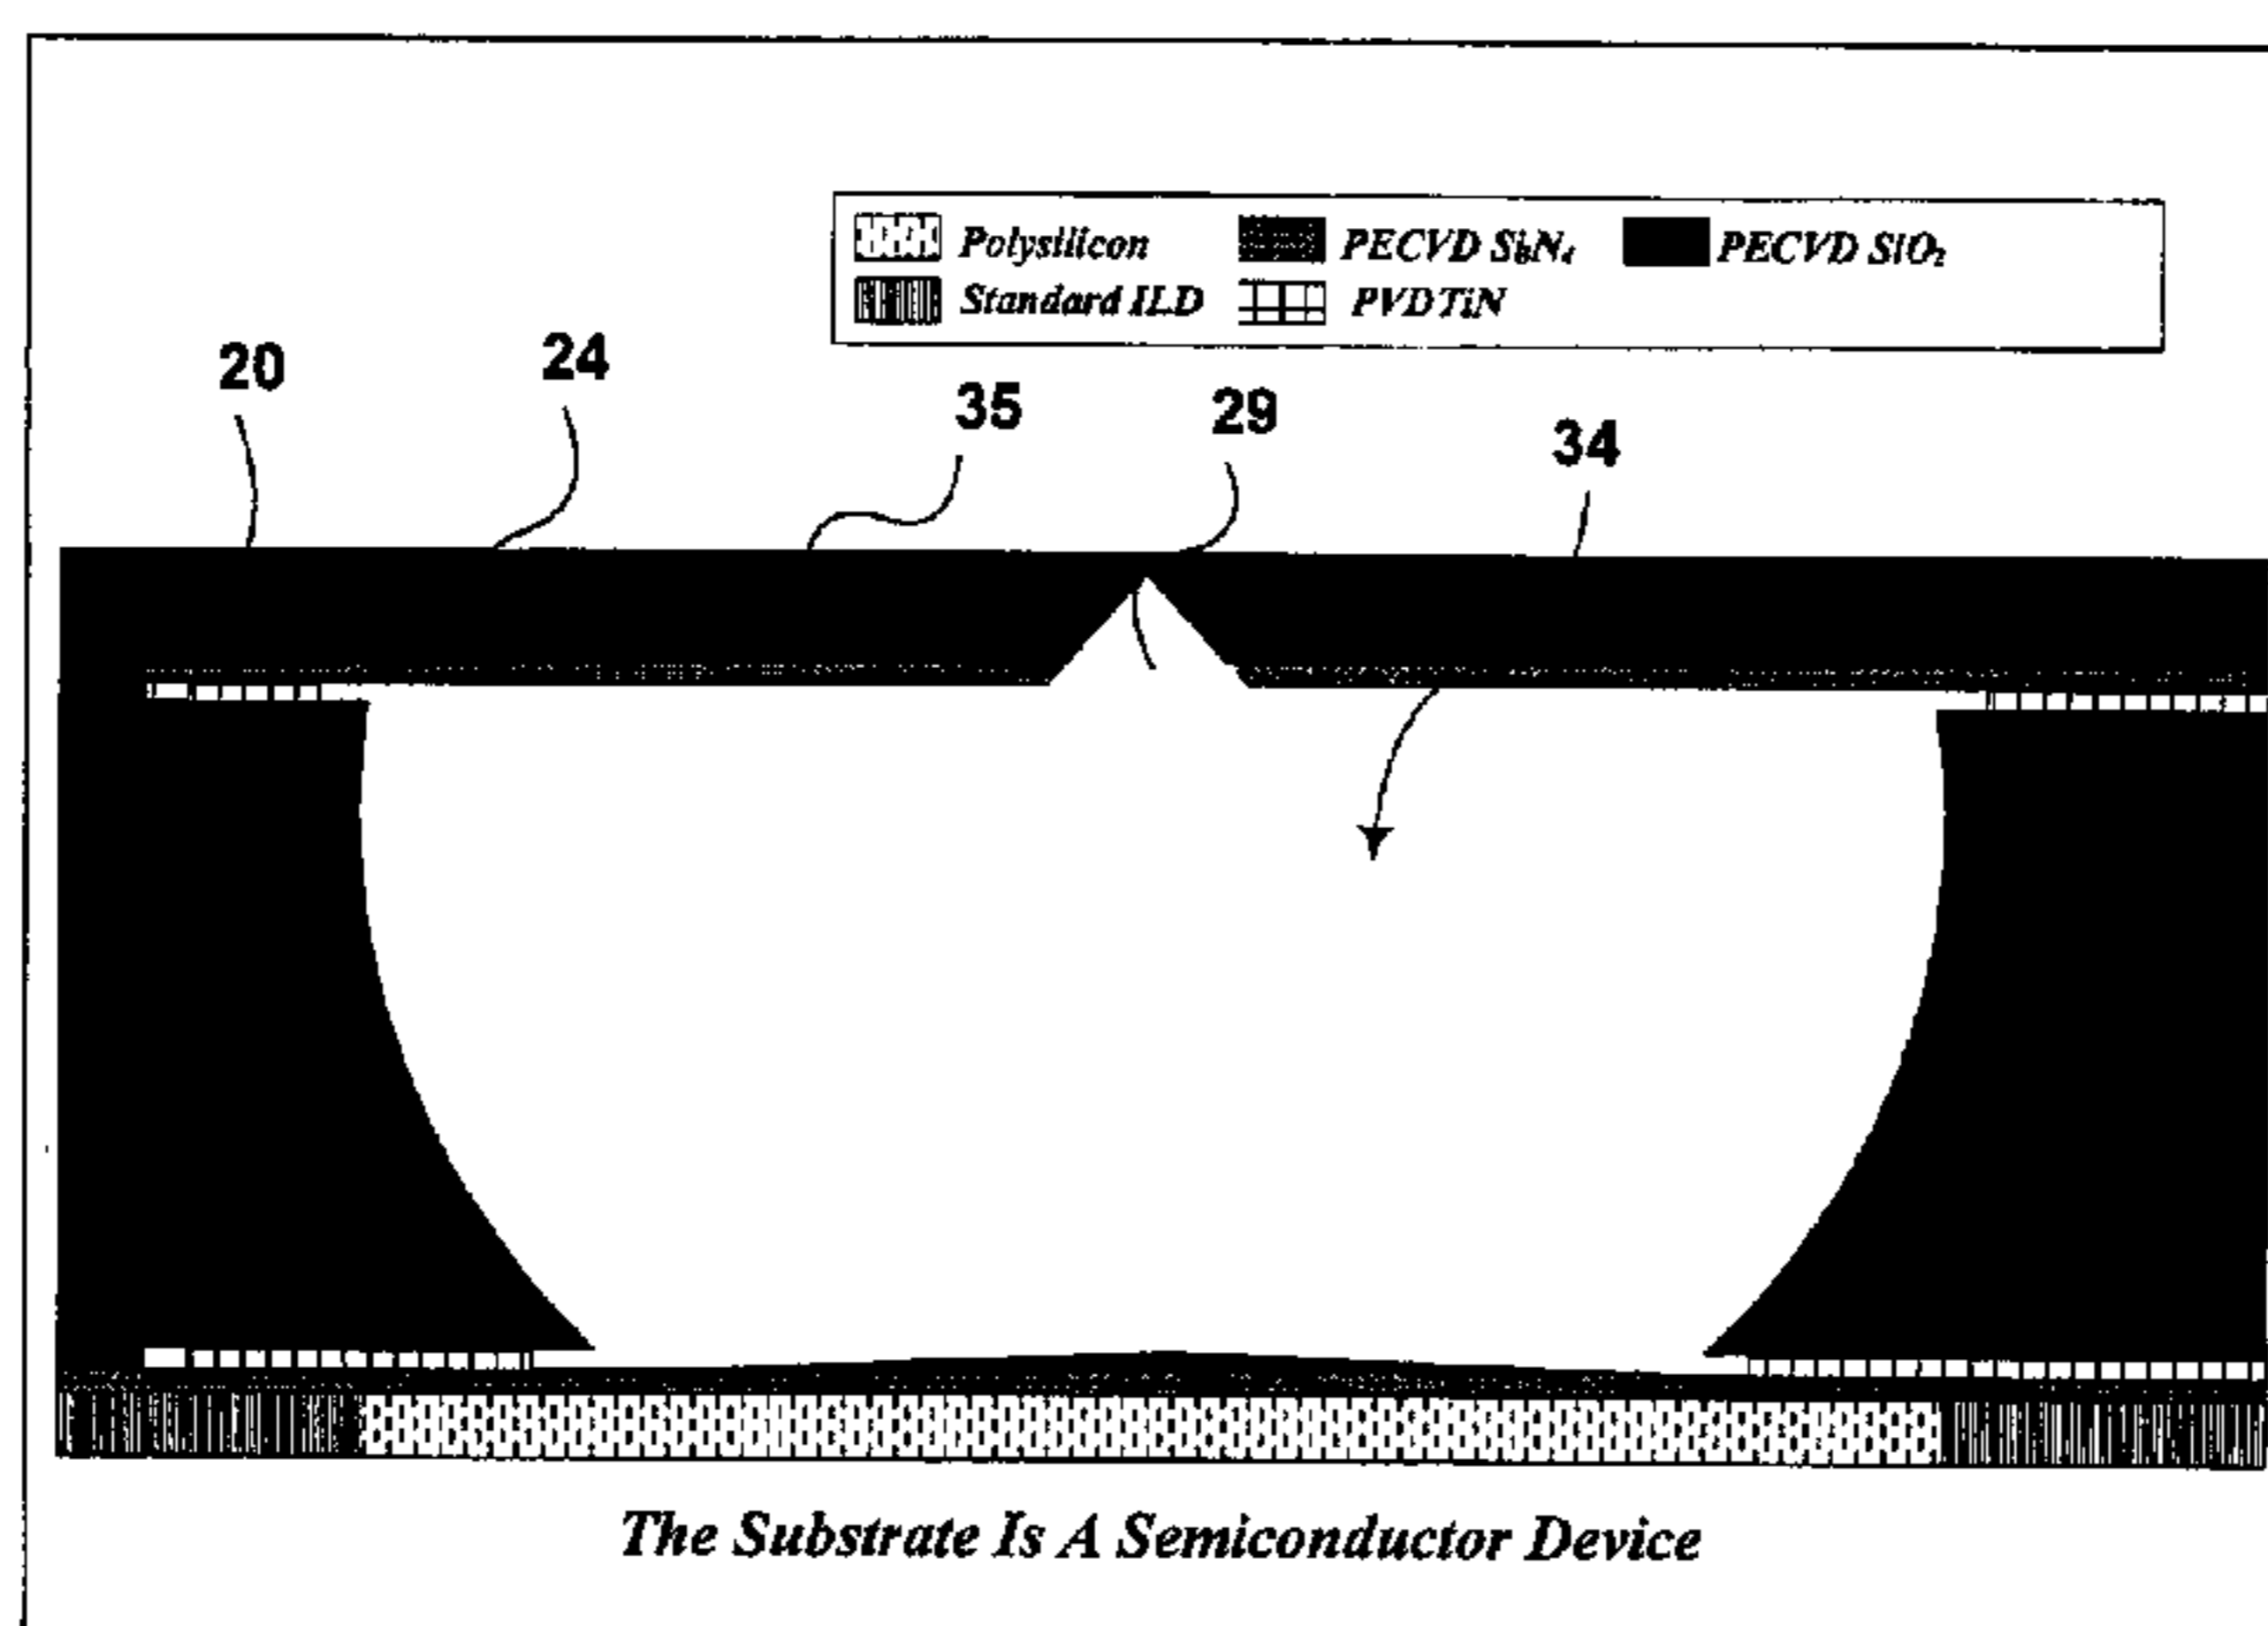 Polysilicon PECVD Si₃N₄ PECVD SiO₂
Standard ILD PVD TiN
20 24 35 29 34
The Substrate Is A Semiconductor Device